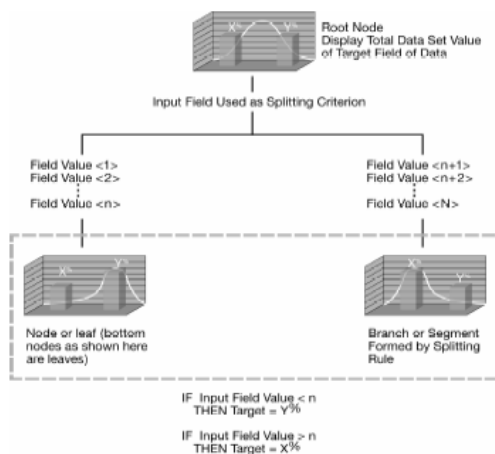 X% Y%
Root Node
Display Total Data Set Value
of Target Field of Data
Input Field Used as Splitting Criterion
Field Value <1>
Field Value <2>
Field Value <n>
Field Value <n+1>
Field Value <n+2>
Field Value <N>
X% Y%
Node or leaf (bottom
nodes as shown here
are leaves)
X% Y%
Branch or Segment
Formed by Splitting
Rule
IF Input Field Value < n
THEN Target = Y%
IF Input Field Value > n
THEN Target = X%